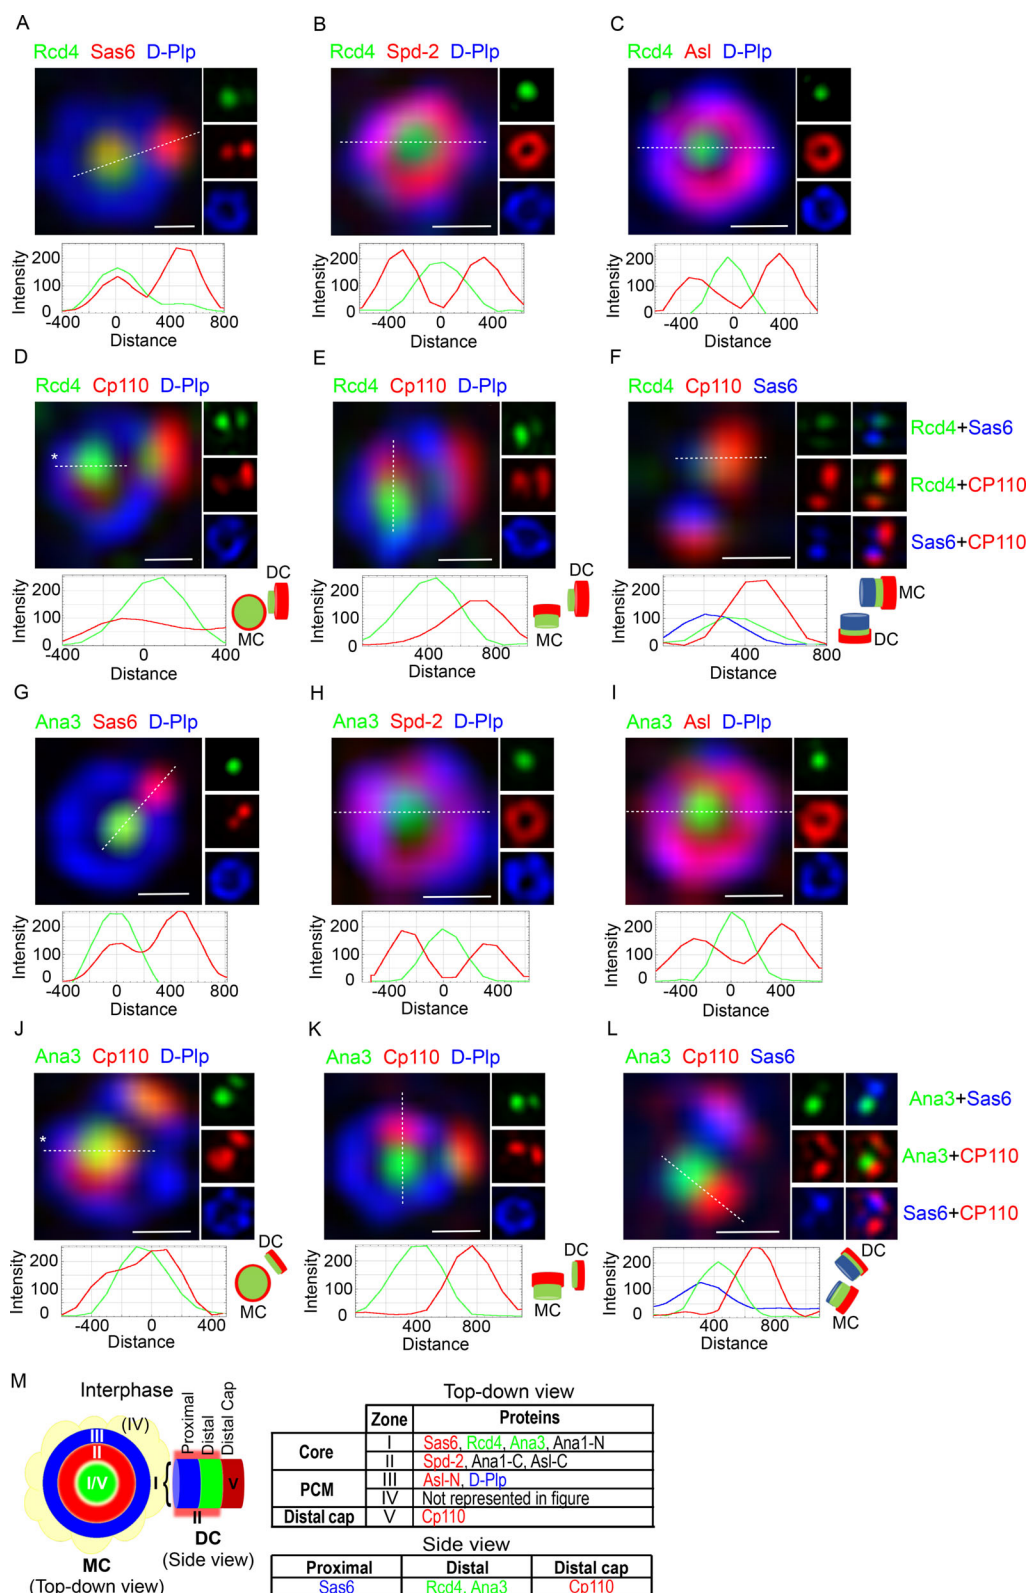 A
Rcd4 Sas6 D-Plp
B
Rcd4 Spd-2 D-Plp
C
Rcd4 Asl D-Plp
Intensity
200
100
0
-400 0 400 800
Distance
Intensity
200
100
0
-400 0 400
Distance
Intensity
200
100
0
-400 0 400
Distance
D
Rcd4 Cp110 D-Plp
*
E
Rcd4 Cp110 D-Plp
F
Rcd4 Cp110 Sas6
Rcd4+Sas6
Rcd4+CP110
Sas6+CP110
Intensity
200
100
0
-400 0 400
Distance
DC
MC
Intensity
200
100
0
400 800
Distance
DC
MC
Intensity
200
100
0
0 400 800
Distance
MC
DC
G
Ana3 Sas6 D-Plp
H
Ana3 Spd-2 D-Plp
I
Ana3 Asl D-Plp
Intensity
200
100
0
-400 0 400 800
Distance
Intensity
200
100
0
-400 0 400
Distance
Intensity
200
100
0
-400 0 400
Distance
J
Ana3 Cp110 D-Plp
*
K
Ana3 Cp110 D-Plp
L
Ana3 Cp110 Sas6
Ana3+Sas6
Ana3+CP110
Sas6+CP110
Intensity
200
100
0
-400 0 400
Distance
DC
MC
Intensity
200
100
0
400 800
Distance
DC
MC
Intensity
200
100
0
400 800
Distance
DC
MC
M
Interphase
(IV)
III
II
I/V
I
Proximal
Distal
Distal Cap
V
II
MC
(Top-down view)
DC
(Side view)
Top-down view
Zone Proteins
Core I Sas6, Rcd4, Ana3, Ana1-N
II Spd-2, Ana1-C, Asl-C
PCM III Asl-N, D-Plp
IV Not represented in figure
Distal cap V Cp110
Side view
Proximal Distal Distal cap
Sas6 Rcd4, Ana3 Cp110